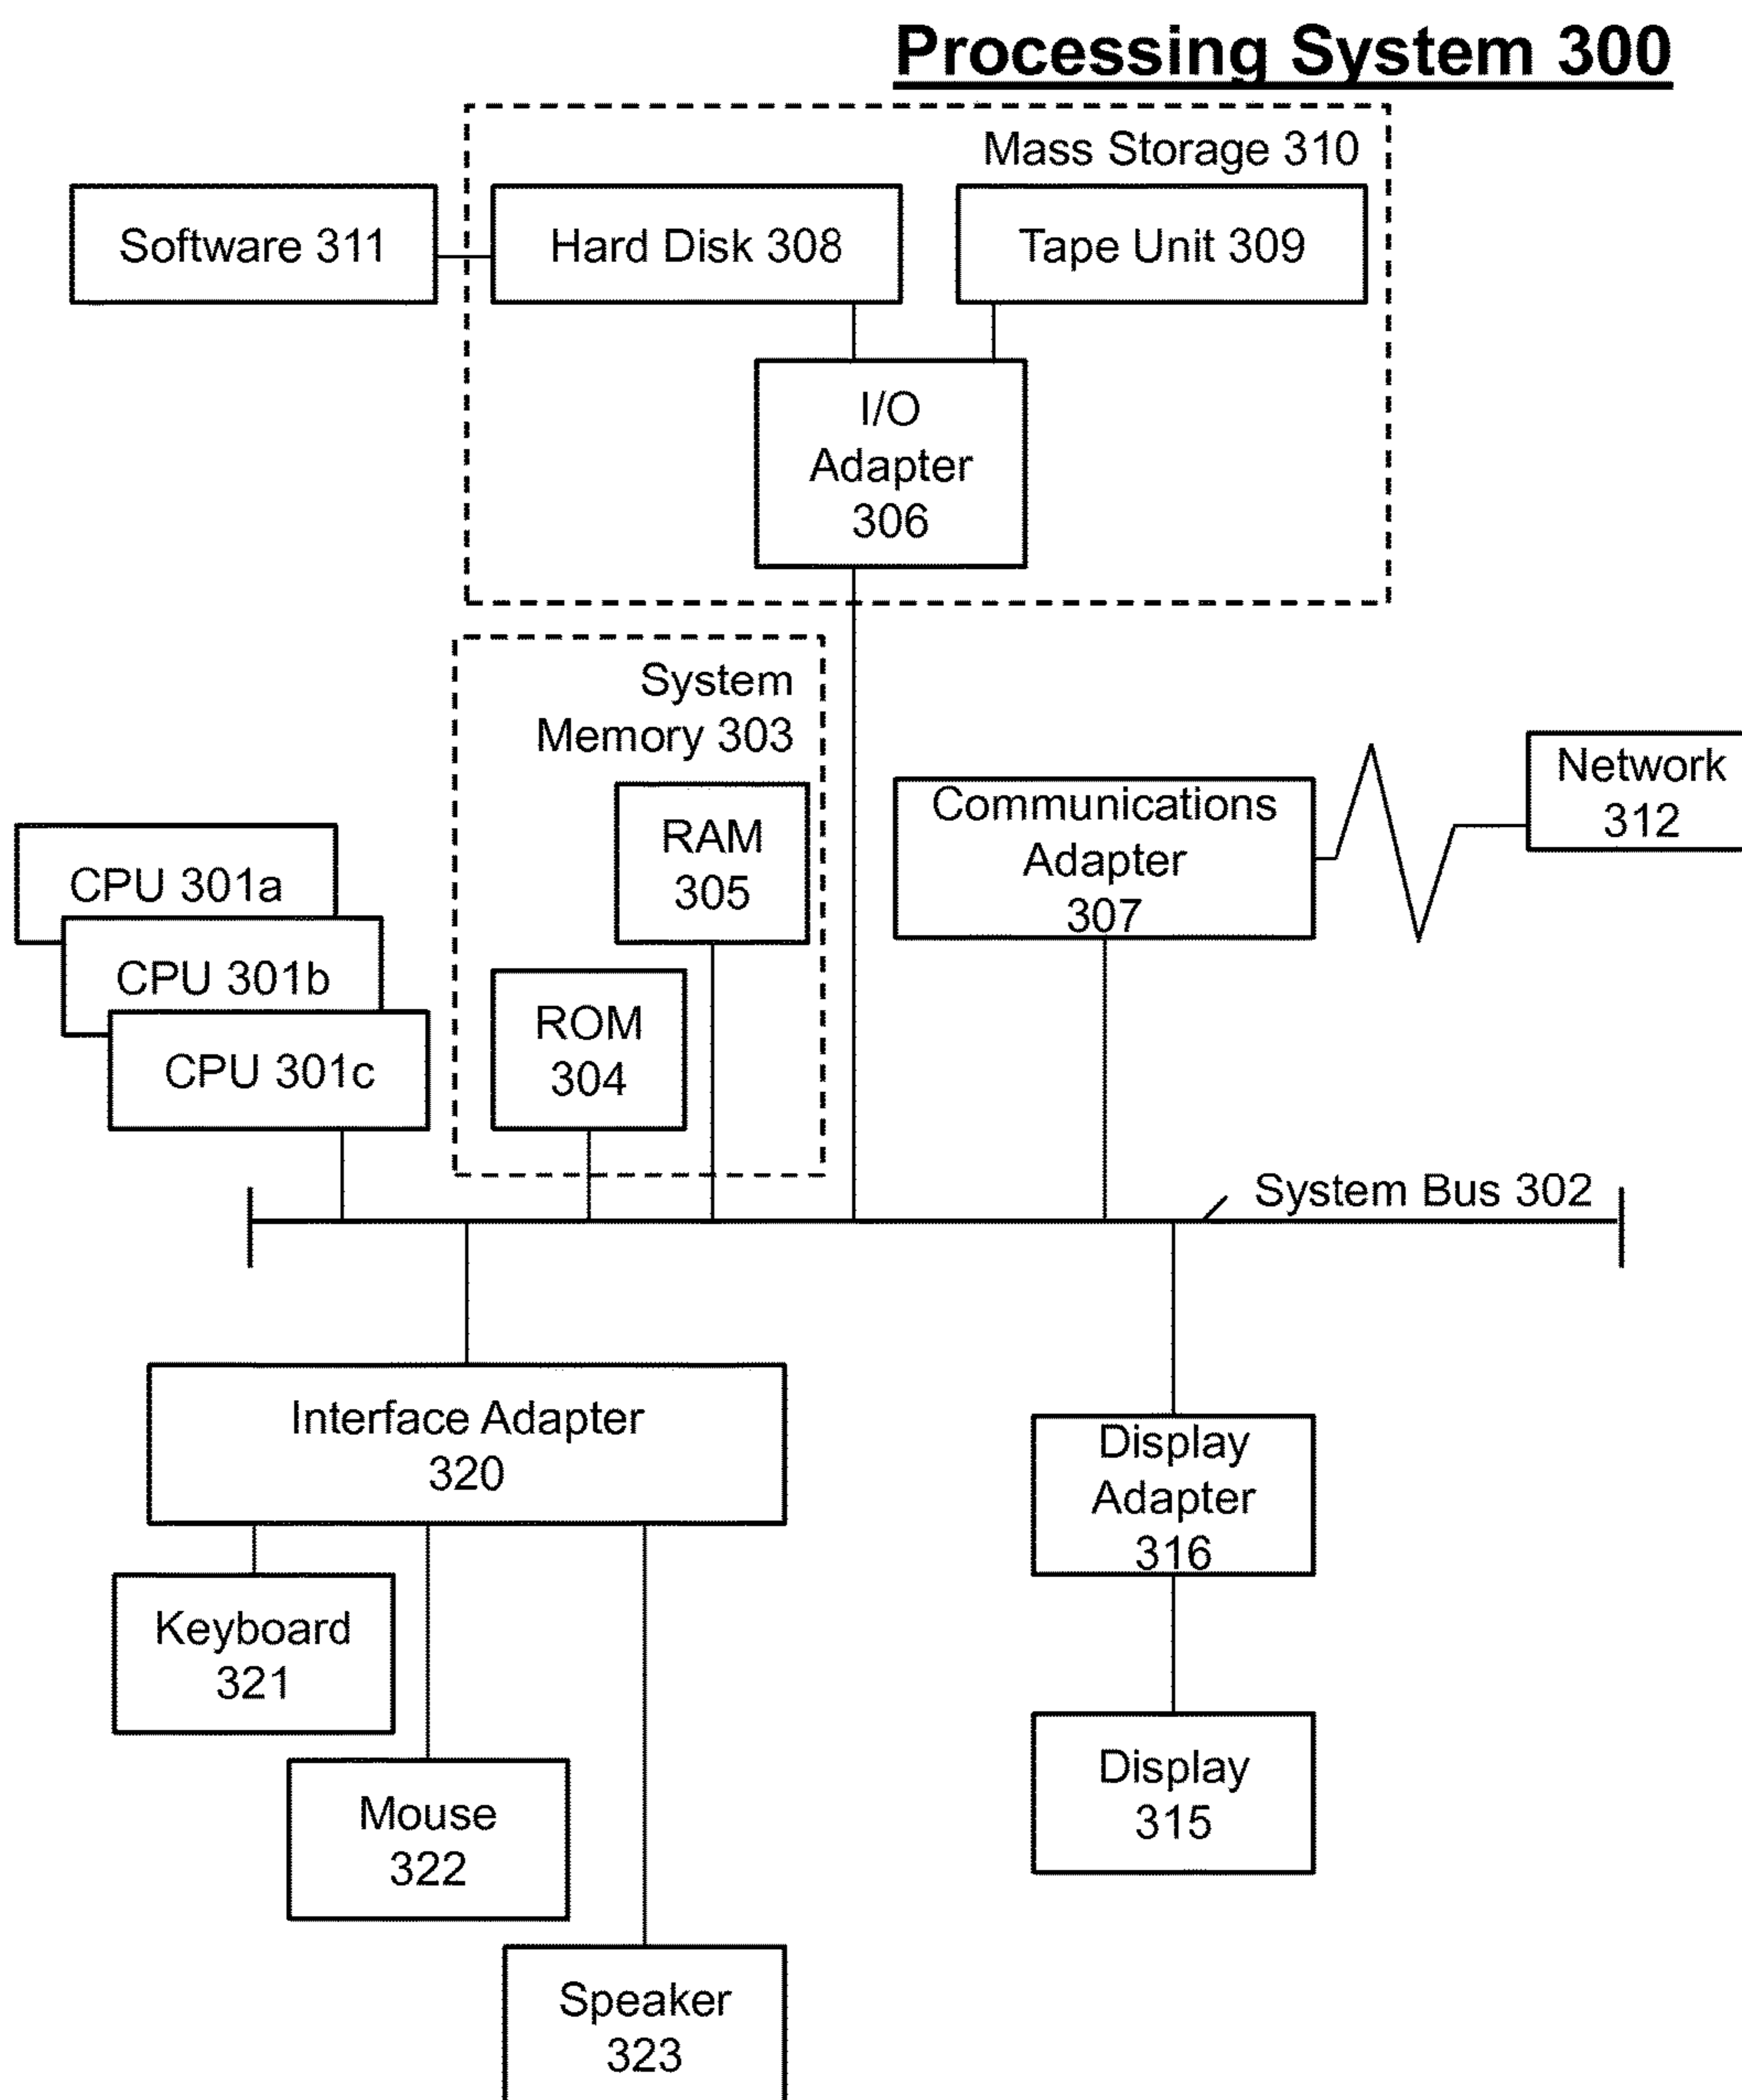 Processing System 300
Mass Storage 310
Software 311
Hard Disk 308
Tape Unit 309
I/O
Adapter
306
System
Memory 303
RAM
305
ROM
304
Communications
Adapter
307
Network
312
CPU 301a
CPU 301b
CPU 301c
System Bus 302
Interface Adapter
320
Display
Adapter
316
Keyboard
321
Mouse
322
Display
315
Speaker
323